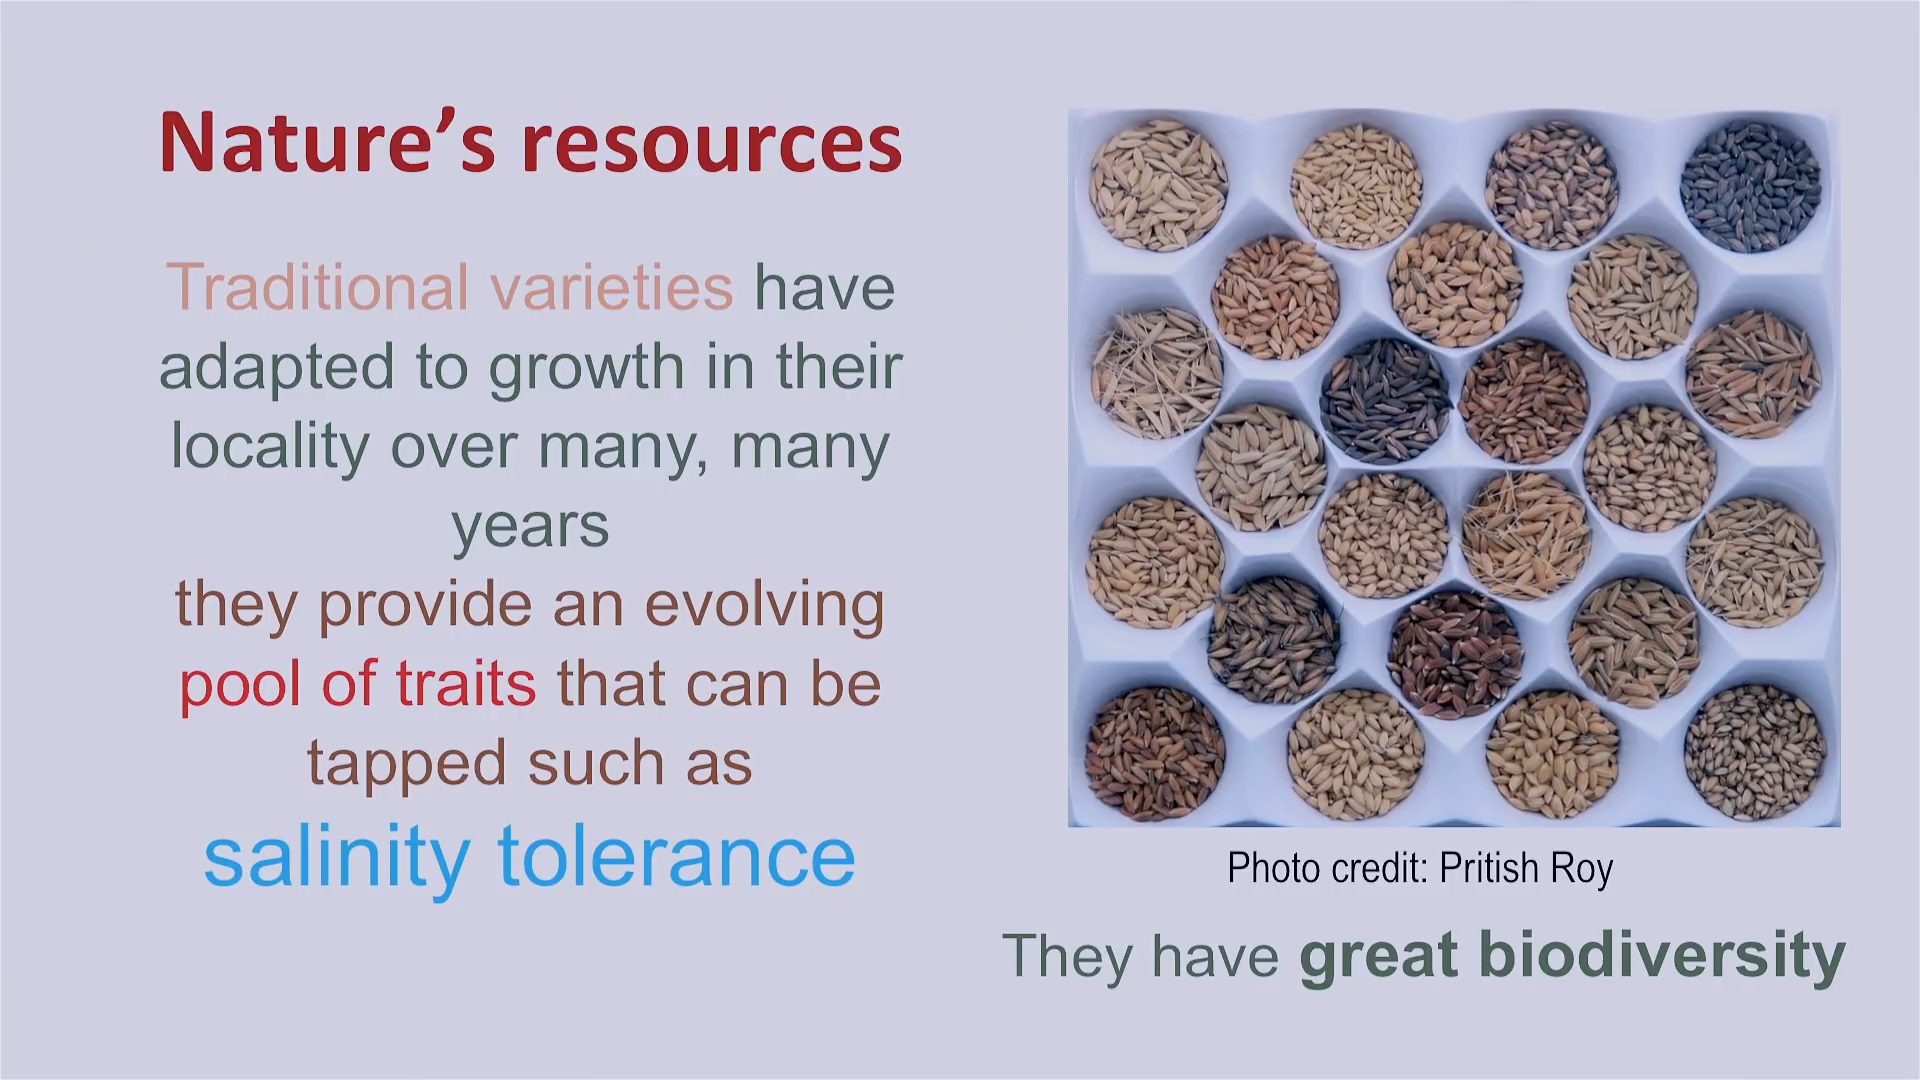 Nature’s resources
Traditional varieties have
adapted to growth in their
locality over many, many
years
they provide an evolving
pool of traits that can be
tapped such as
salinity tolerance
Photo credit: Pritish Roy
They have great biodiversity